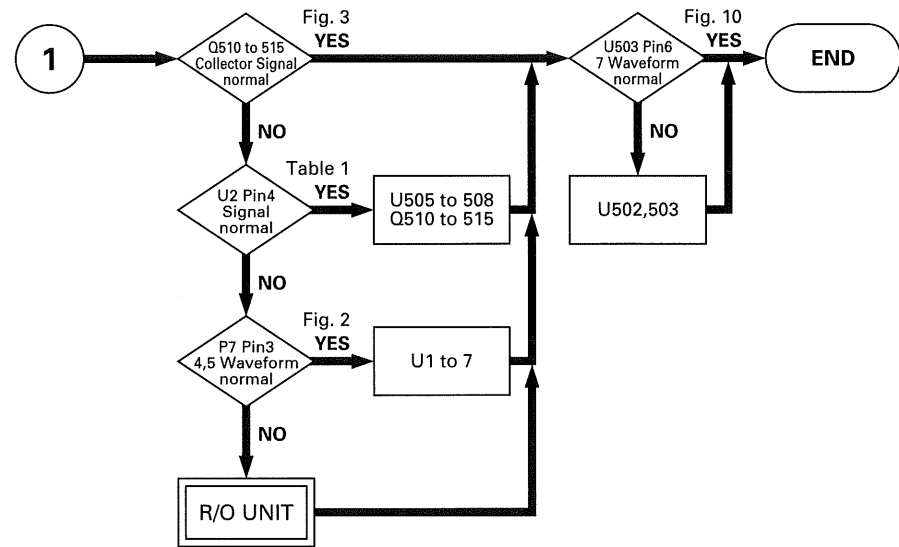 Fig. 3
Fig. 10
1
Q510 to 515
Collector Signal
normal
YES
U503 Pin6
7 Waveform
normal
YES
END
NO
NO
Table 1
U2 Pin4
Signal
normal
YES
U505 to 508
Q510 to 515
U502,503
NO
Fig. 2
P7 Pin3
4,5 Waveform
normal
YES
U1 to 7
NO
R/O UNIT